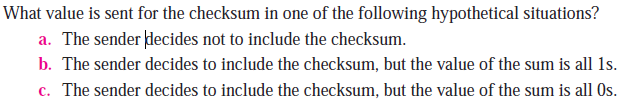 What value is sent for the checksum in one of the following hypothetical situations?
a. The sender decides not to include the checksum.
b. The sender decides to include the checksum, but the value of the sum is all 1s.
c. The sender decides to include the checksum, but the value of the sum is all 0s.